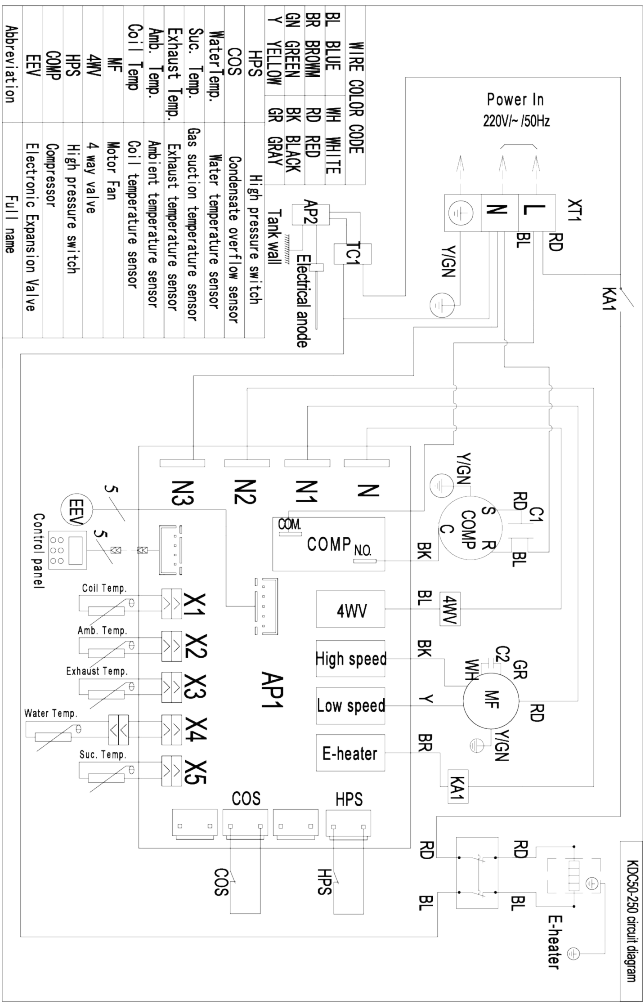 KDC50-250 circuit diagram
Power In
220V/~ /50Hz
XT1
L
N
RD
BL
Y/GN
KA1
WIRE COLOR CODE
BL BLUE WH WHITE
BR BROWM RD RED
GN GREEN BK BLACK
Y YELLOW GR GRAY
HPS High pressure switch
COS Condensate overflow sensor
WaterTemp. Water temperature sensor
Suc. Temp. Gas suction temperature sensor
Exhaust Temp. Exhaust temperature sensor
Amb. Temp. Ambient temperature sensor
Coil Temp Coil temperature sensor
MF Motor Fan
4WV 4 way valve
HPS High pressure switch
COMP Compressor
EEV Electronic Expansion Valve
Abbreviation Full name
AP2
TC1
Tank wall
Electrical anode
N3
N2
N1
N
COM.
COMP
N.O.
4WV
High speed
Low speed
E-heater
AP1
COS
HPS
X1
X2
X3
X4
X5
Coil Temp.
Amb. Temp.
Exhaust Temp.
Water Temp.
Suc. Temp.
EEV
5
5
Control panel
Y/GN
RD
C1
S
R
C
COMP
BL
BK
BL
4WV
BK
C2
GR
WH
MF
RD
Y
Y/GN
BR
KA1
COS
HPS
RD
RD
BL
BL
E-heater